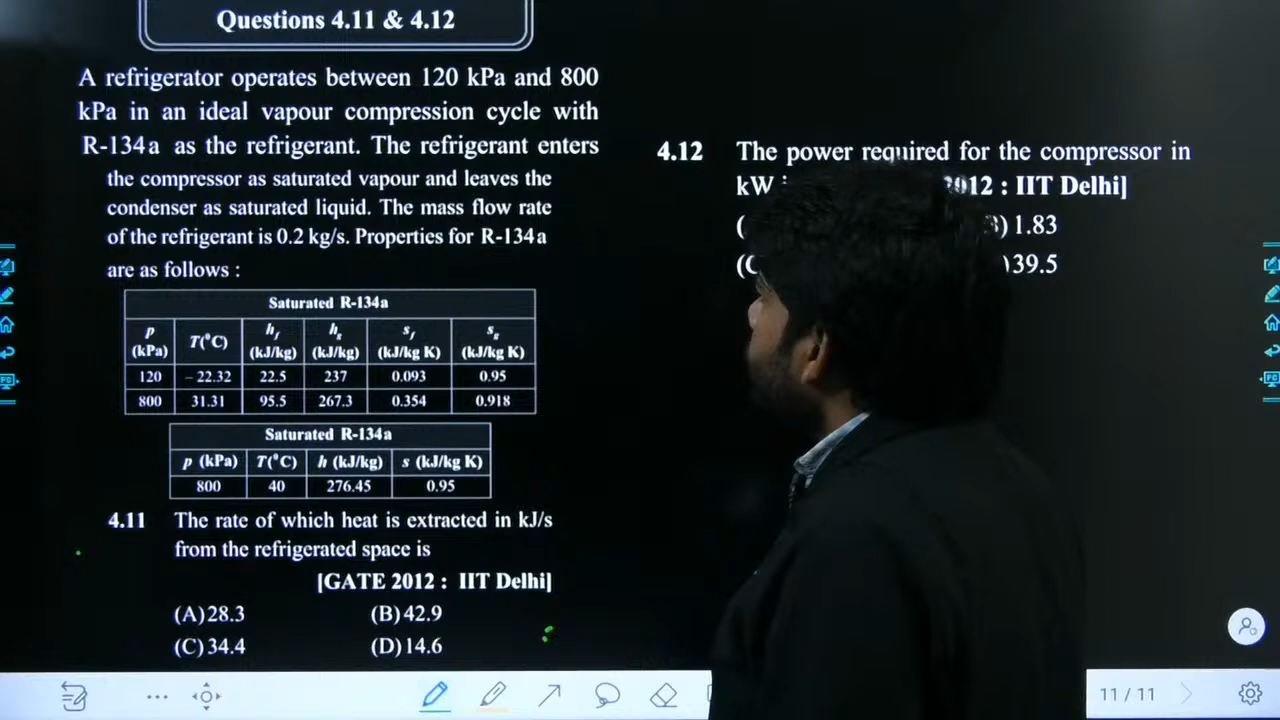 Questions 4.11 & 4.12
A refrigerator operates between 120 kPa and 800
kPa in an ideal vapour compression cycle with
R-134a as the refrigerant. The refrigerant enters
the compressor as saturated vapour and leaves the
condenser as saturated liquid. The mass flow rate
of the refrigerant is 0.2 kg/s. Properties for R-134a
are as follows :
Saturated R-134a
p (kPa) T(°C) hf (kJ/kg) hg (kJ/kg) sf (kJ/kg K) sg (kJ/kg K)
120 – 22.32 22.5 237 0.093 0.95
800 31.31 95.5 267.3 0.354 0.918
Saturated R-134a
p (kPa) T(°C) h (kJ/kg) s (kJ/kg K)
800 40 276.45 0.95
4.11 The rate of which heat is extracted in kJ/s
from the refrigerated space is
[GATE 2012 : IIT Delhi]
(A) 28.3 (B) 42.9
(C) 34.4 (D) 14.6
4.12 The power required for the compressor in
kW 2012 : IIT Delhi]
( B) 1.83
(C ) 39.5
11 / 11